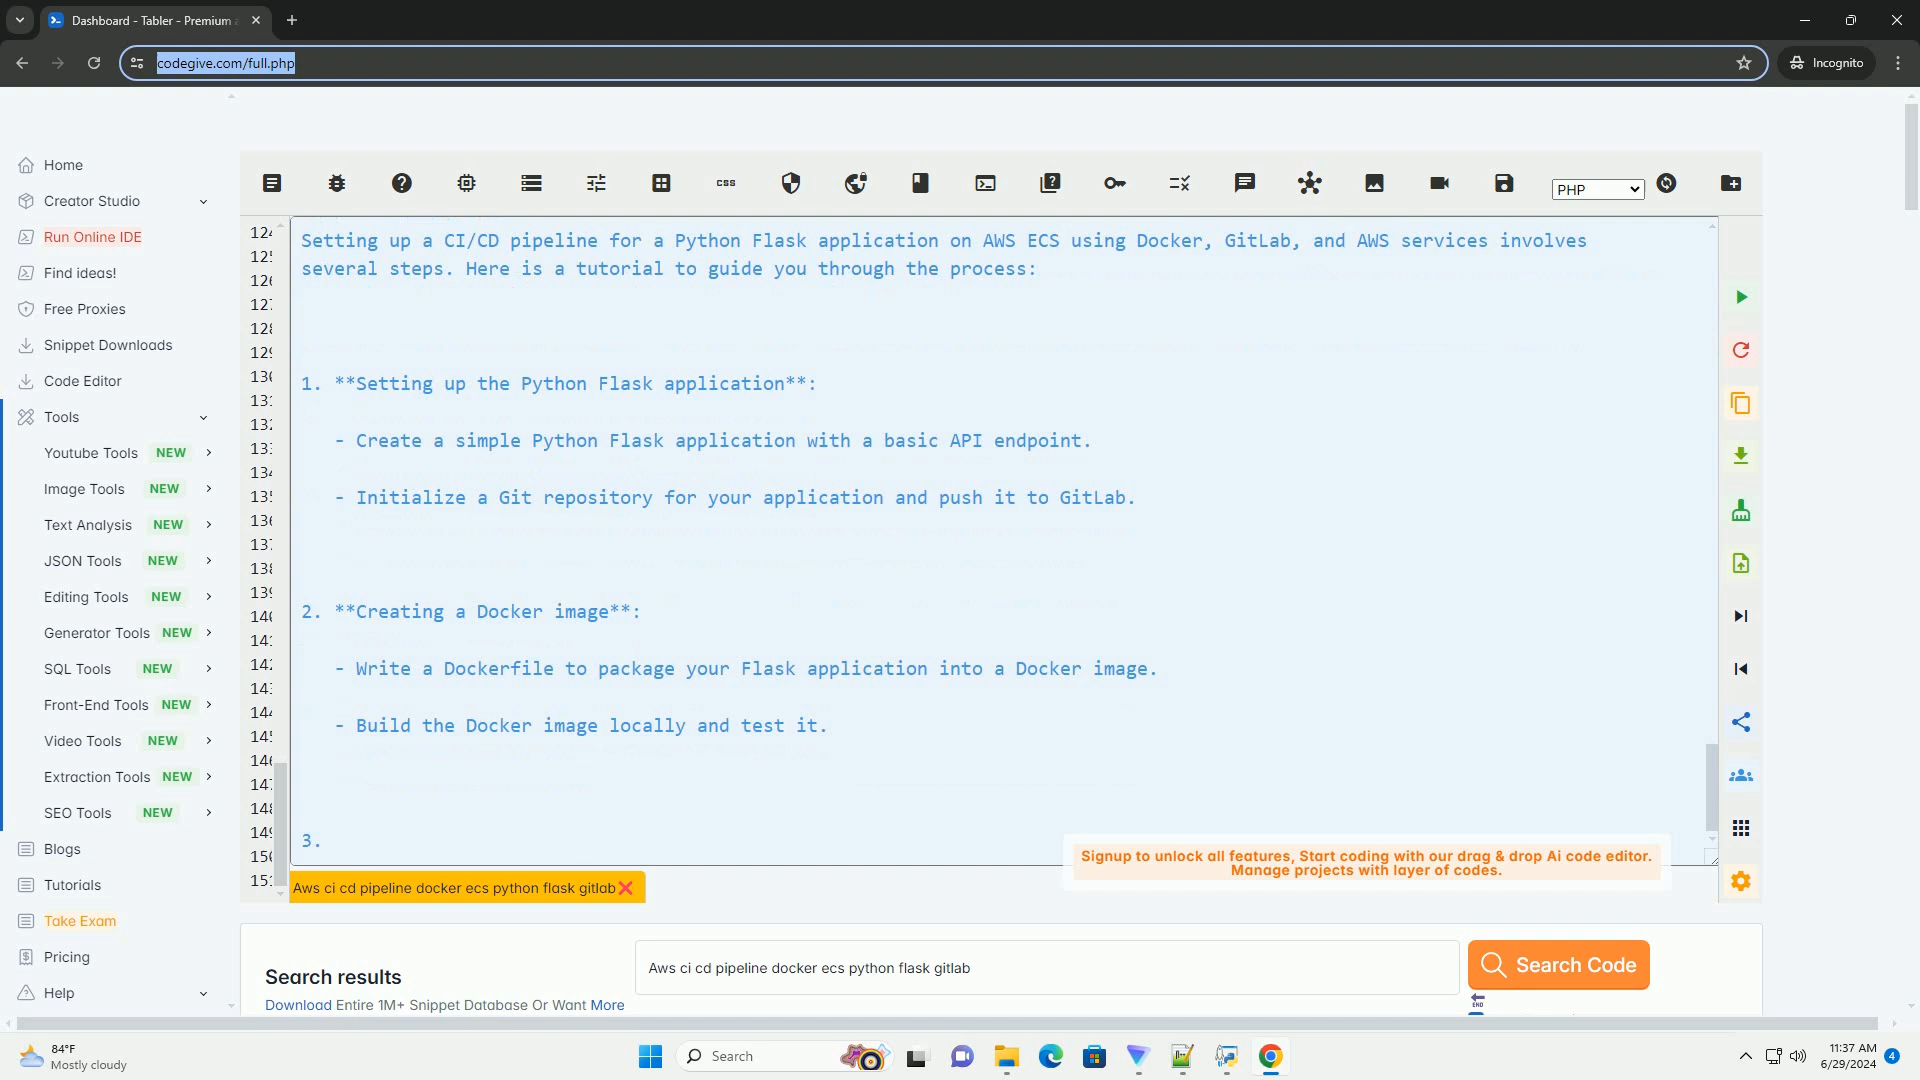 Dashboard - Tabler - Premium
codegive.com/full.php
Incognito
Home
Creator Studio
Run Online IDE
Find ideas!
Free Proxies
Snippet Downloads
Code Editor
Tools
Youtube Tools NEW
Image Tools NEW
Text Analysis NEW
JSON Tools NEW
Editing Tools NEW
Generator Tools NEW
SQL Tools NEW
Front-End Tools NEW
Video Tools NEW
Extraction Tools NEW
SEO Tools NEW
Blogs
Tutorials
Take Exam
Pricing
Help
css
PHP
Setting up a CI/CD pipeline for a Python Flask application on AWS ECS using Docker, GitLab, and AWS services involves
several steps. Here is a tutorial to guide you through the process:
1. **Setting up the Python Flask application**:
- Create a simple Python Flask application with a basic API endpoint.
- Initialize a Git repository for your application and push it to GitLab.
2. **Creating a Docker image**:
- Write a Dockerfile to package your Flask application into a Docker image.
- Build the Docker image locally and test it.
3.
Signup to unlock all features, Start coding with our drag & drop Ai code editor.
Manage projects with layer of codes.
Aws ci cd pipeline docker ecs python flask gitlab
Search results
Download Entire 1M+ Snippet Database Or Want More
Aws ci cd pipeline docker ecs python flask gitlab
Search Code
END
84°F
Mostly cloudy
Search
11:37 AM
6/29/2024
4